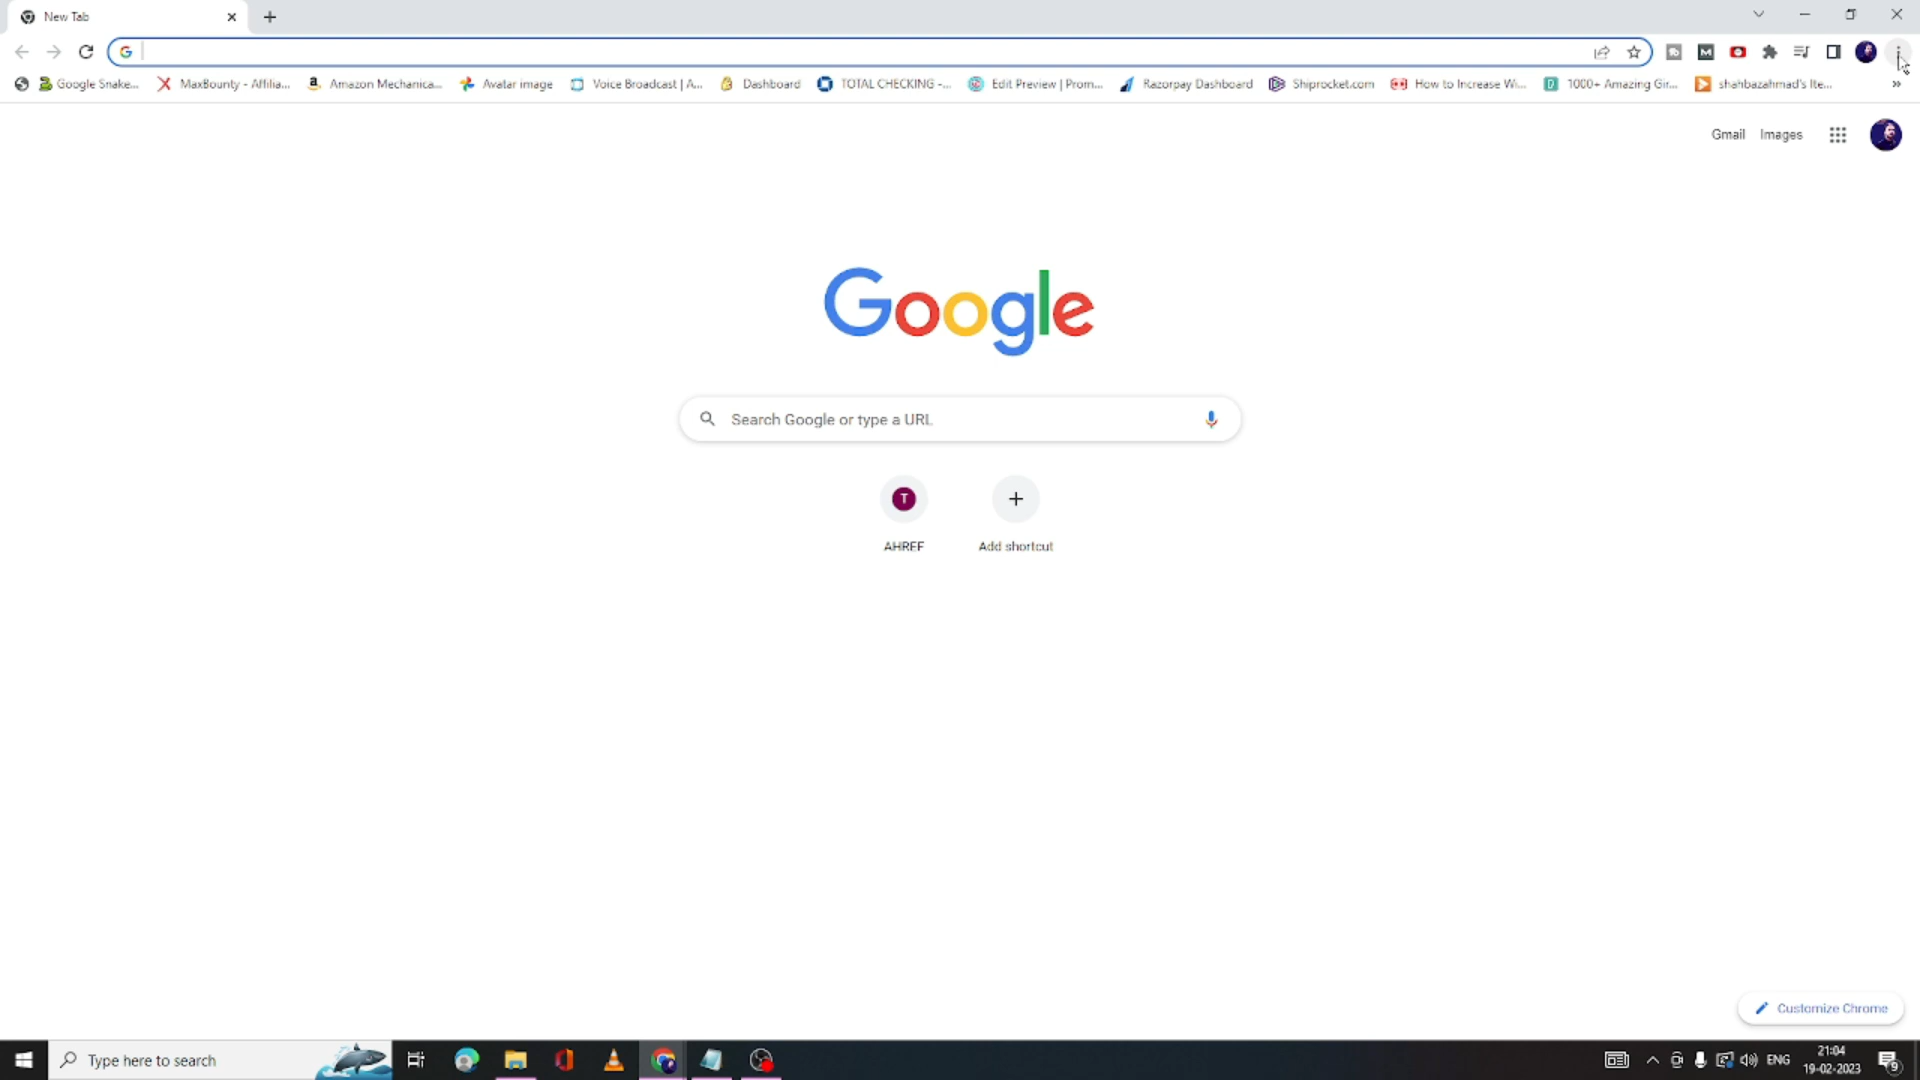 New Tab
Google Snake...
MaxBounty - Affilia...
Amazon Mechanica...
Avatar image
Voice Broadcast | A...
Dashboard
TOTAL CHECKING -...
Edit Preview | Prom...
Razorpay Dashboard
Shiprocket.com
How to Increase Wi...
1000+ Amazing Gir...
shahbazahmad's Ite...
Gmail Images
Google
Search Google or type a URL
T
AHREF
Add shortcut
Customize Chrome
Type here to search
ENG
21:04
19-02-2023
9